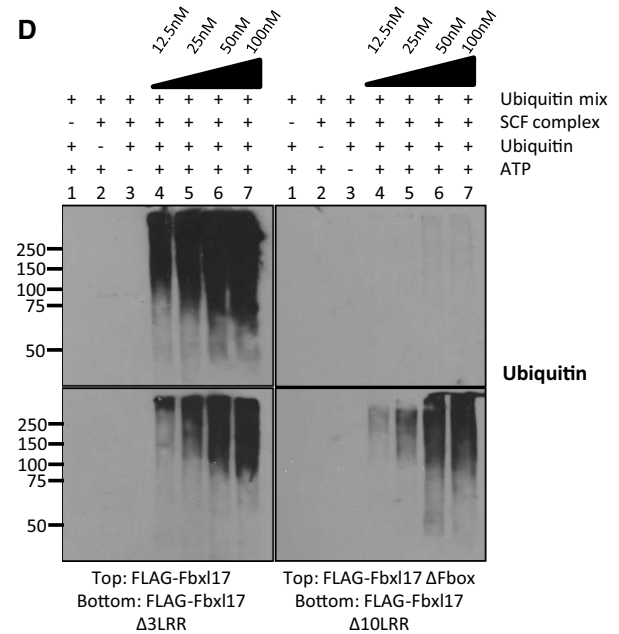 D
12.5nM 25nM 50nM 100nM 12.5nM 25nM 50nM 100nM
+ + + + + + + + + + + + + + Ubiquitin mix
- + + + + + + - + + + + + + SCF complex
+ - + + + + + + - + + + + + Ubiquitin
+ + - + + + + + + - + + + + ATP
1 2 3 4 5 6 7 1 2 3 4 5 6 7
250
150
100
75
50
Ubiquitin
250
150
100
75
50
Top: FLAG-Fbxl17
Bottom: FLAG-Fbxl17
Δ3LRR
Top: FLAG-Fbxl17 ΔFbox
Bottom: FLAG-Fbxl17
Δ10LRR